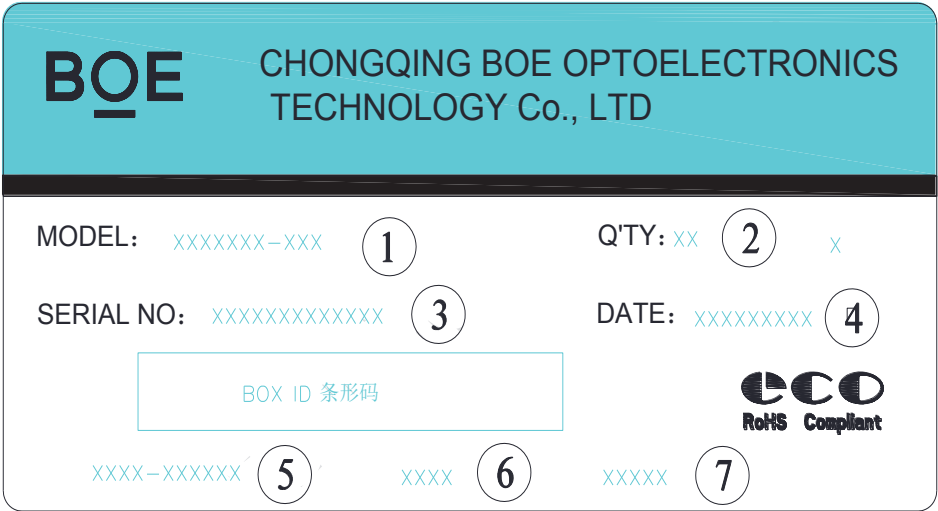 BOE
CHONGQING BOE OPTOELECTRONICS
TECHNOLOGY Co., LTD
MODEL: XXXXXXX-XXX ① Q'TY: XX ② X
SERIAL NO: XXXXXXXXXXXXX ③ DATE: XXXXXXXXX ④
BOX ID 条形码
eco
RoHS Compliant
XXXX-XXXXXX ⑤ XXXX ⑥ XXXXX ⑦